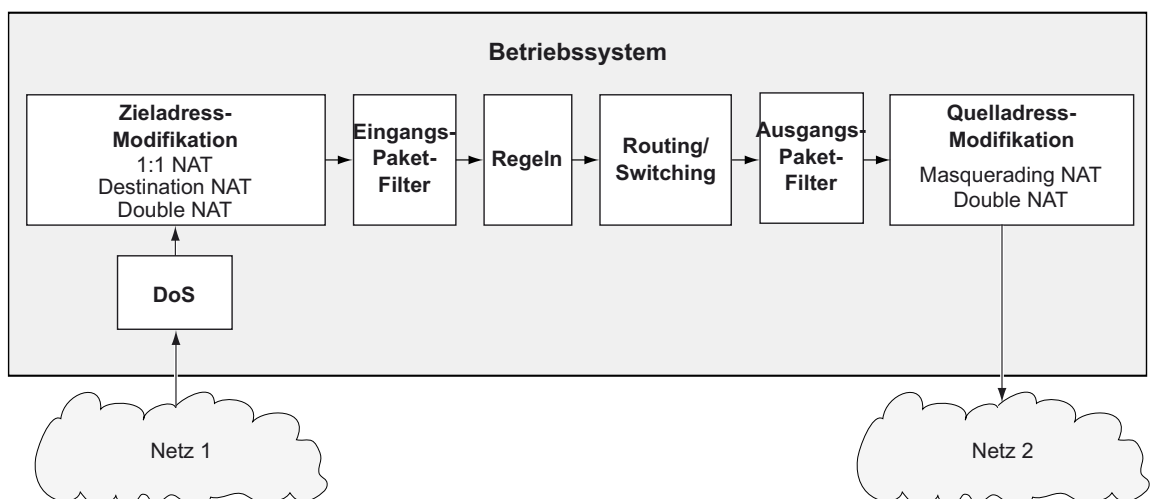 Betriebssystem
Zieladress-
Modifikation
1:1 NAT
Destination NAT
Double NAT
Eingangs-
Paket-
Filter
Regeln
Routing/
Switching
Ausgangs-
Paket-
Filter
Quelladress-
Modifikation
Masquerading NAT
Double NAT
DoS
Netz 1
Netz 2